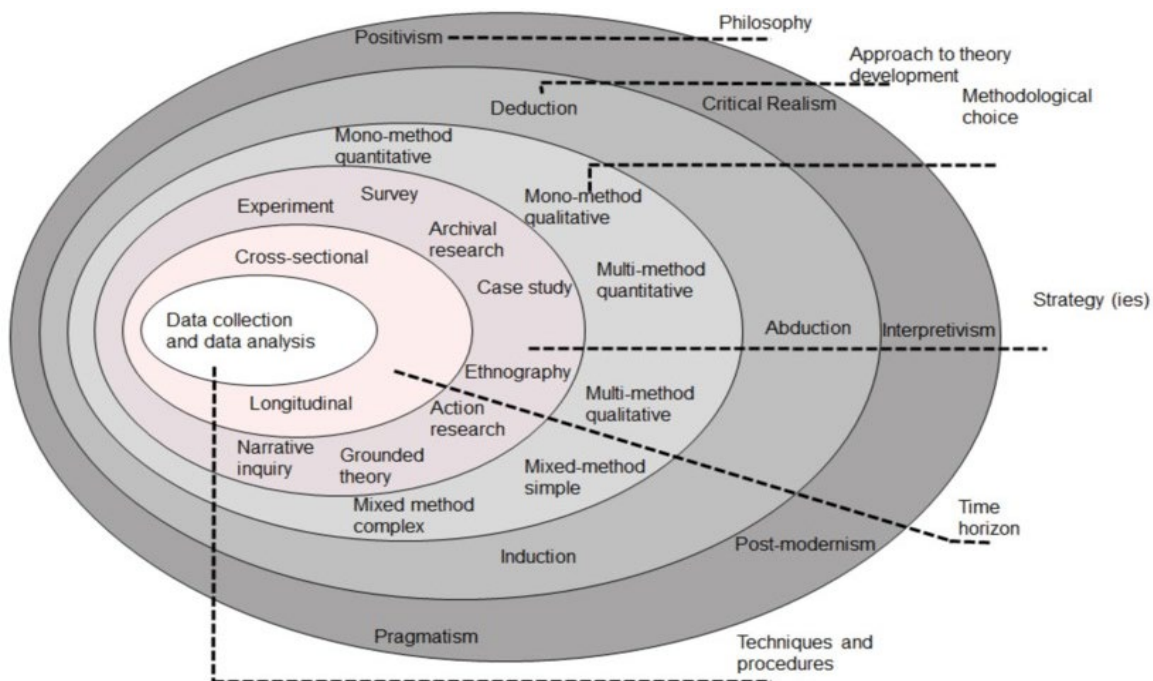 Philosophy
Positivism
Approach to theory
development
Critical Realism
Deduction
Methodological
choice
Mono-method
quantitative
Survey
Mono-method
qualitative
Experiment
Archival
research
Cross-sectional
Case study
Multi-method
quantitative
Strategy (ies)
Data collection
and data analysis
Abduction
Interpretivism
Ethnography
Multi-method
qualitative
Longitudinal
Action
research
Narrative
inquiry
Grounded
theory
Mixed-method
simple
Mixed method
complex
Time
horizon
Post-modernism
Induction
Pragmatism
Techniques and
procedures